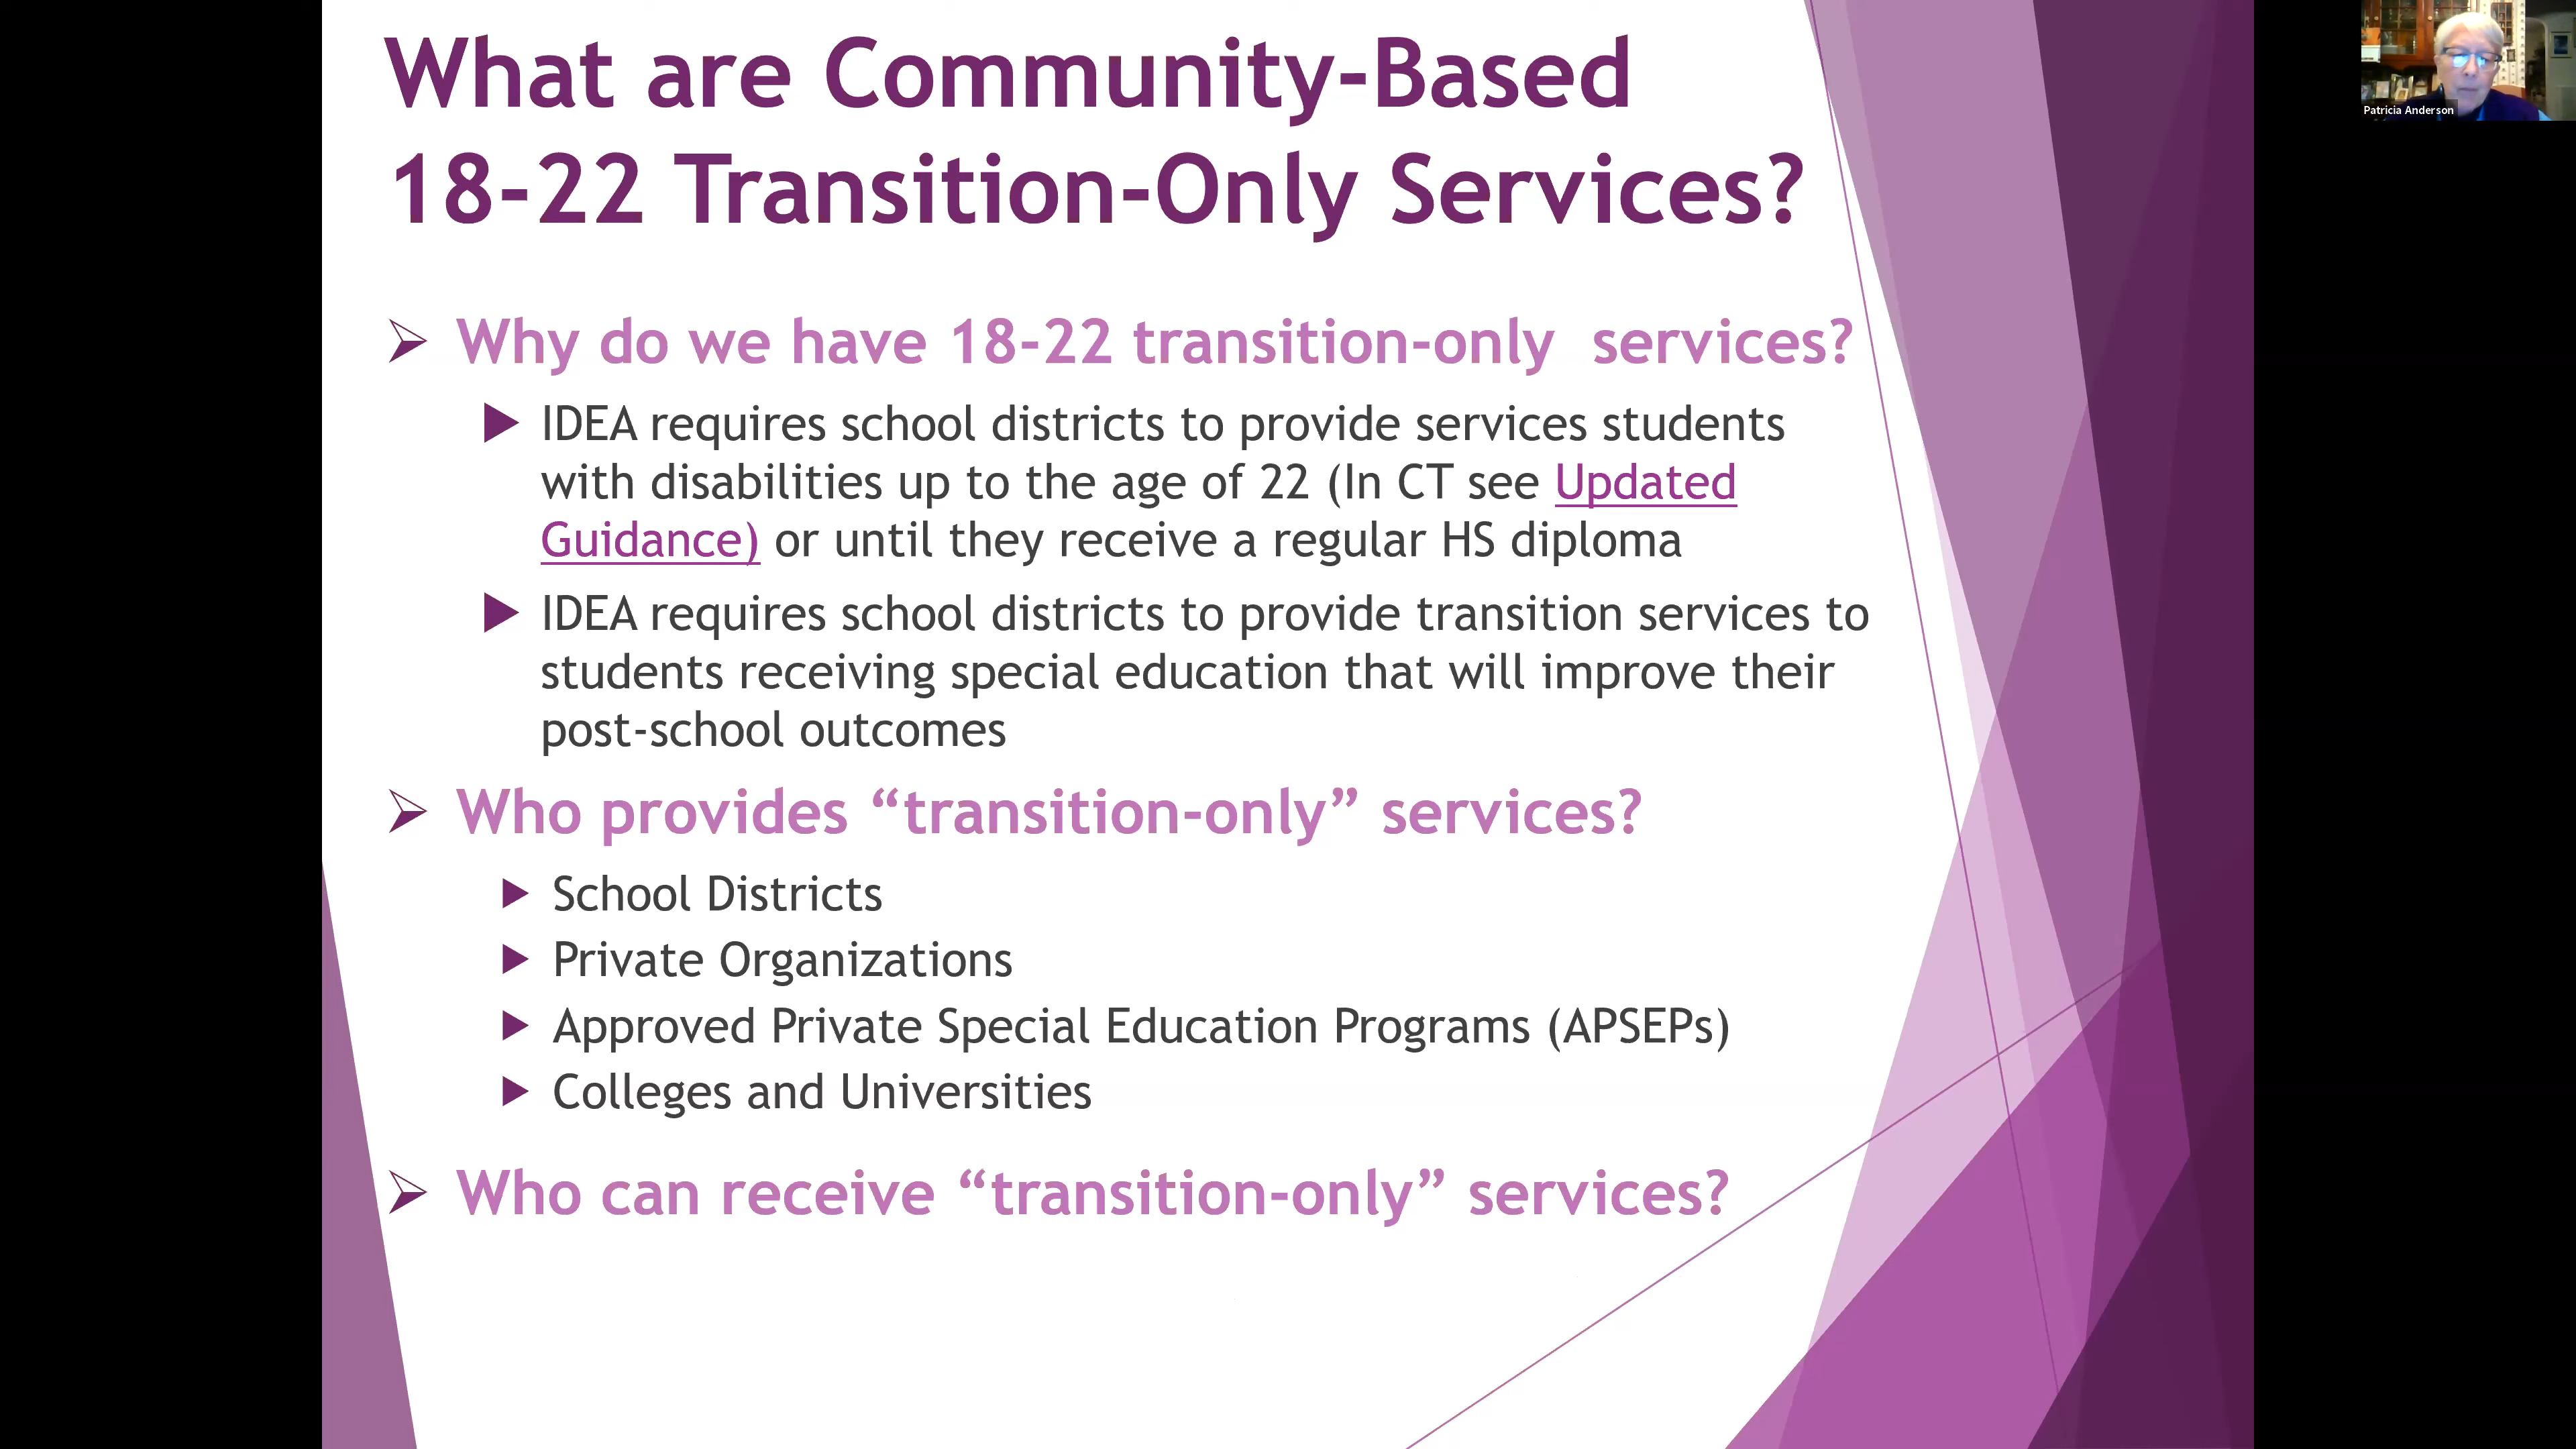 What are Community-Based
18-22 Transition-Only Services?
Why do we have 18-22 transition-only  services?
IDEA requires school districts to provide services students
with disabilities up to the age of 22 (In CT see Updated
Guidance) or until they receive a regular HS diploma
IDEA requires school districts to provide transition services to
students receiving special education that will improve their
post-school outcomes
Who provides “transition-only” services?
School Districts
Private Organizations
Approved Private Special Education Programs (APSEPs)
Colleges and Universities
Who can receive “transition-only” services?
Patricia Anderson